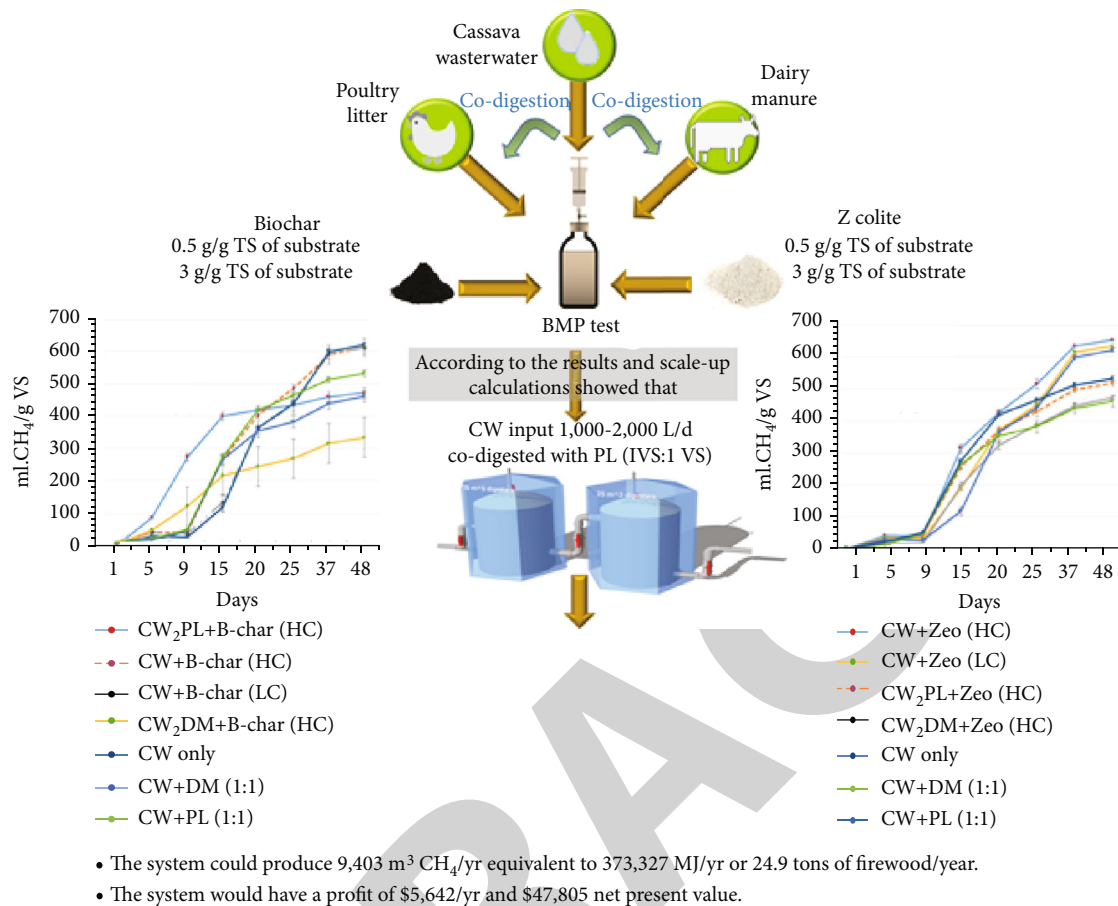 Cassava
wasterwater
Poultry
litter
Co-digestion
Co-digestion
Dairy
manure
Biochar
0.5 g/g TS of substrate
3 g/g TS of substrate
Z colite
0.5 g/g TS of substrate
3 g/g TS of substrate
BMP test
According to the results and scale-up
calculations showed that
CW input 1,000-2,000 L/d
co-digested with PL (IVS:1 VS)
ml.CH₄/g VS
700
600
500
400
300
200
100
0
1 5 9 15 20 25 37 48
Days
CW₂PL+B-char (HC)
CW+B-char (HC)
CW+B-char (LC)
CW₂DM+B-char (HC)
CW only
CW+DM (1:1)
CW+PL (1:1)
ml.CH₄/g VS
700
600
500
400
300
200
100
0
1 5 9 15 20 25 37 48
Days
CW+Zeo (HC)
CW+Zeo (LC)
CW₂PL+Zeo (HC)
CW₂DM+Zeo (HC)
CW only
CW+DM (1:1)
CW+PL (1:1)
• The system could produce 9,403 m³ CH₄/yr equivalent to 373,327 MJ/yr or 24.9 tons of firewood/year.
• The system would have a profit of $5,642/yr and $47,805 net present value.